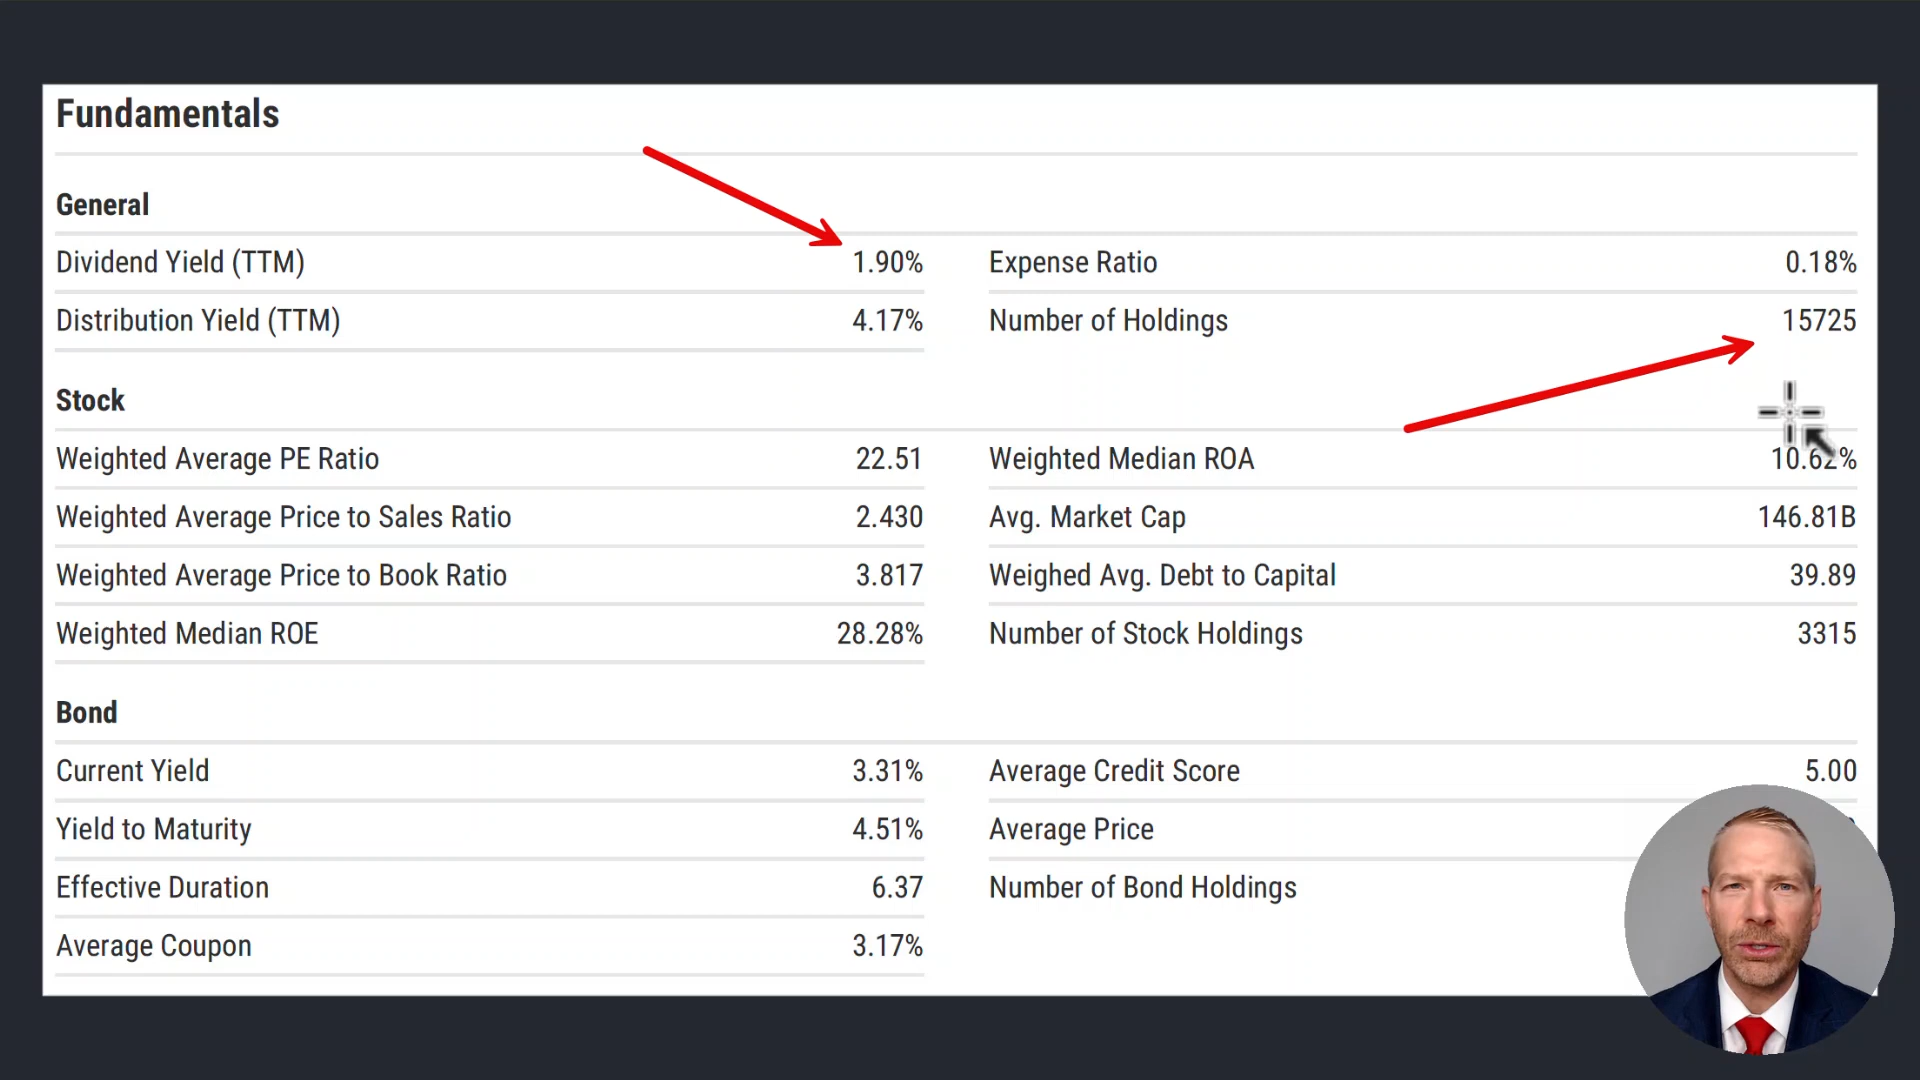 Fundamentals
General
Dividend Yield (TTM) 1.90% Expense Ratio 0.18%
Distribution Yield (TTM) 4.17% Number of Holdings 15725
Stock
Weighted Average PE Ratio 22.51 Weighted Median ROA 10.62%
Weighted Average Price to Sales Ratio 2.430 Avg. Market Cap 146.81B
Weighted Average Price to Book Ratio 3.817 Weighed Avg. Debt to Capital 39.89
Weighted Median ROE 28.28% Number of Stock Holdings 3315
Bond
Current Yield 3.31% Average Credit Score 5.00
Yield to Maturity 4.51% Average Price
Effective Duration 6.37 Number of Bond Holdings
Average Coupon 3.17%